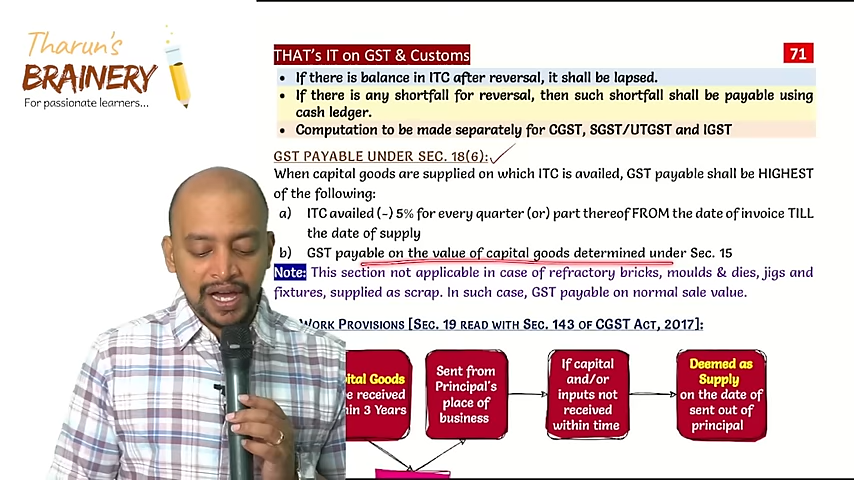 Tharun's
BRAINERY
For passionate learners...
THAT's IT on GST & Customs
71
• If there is balance in ITC after reversal, it shall be lapsed.
• If there is any shortfall for reversal, then such shortfall shall be payable using
cash ledger.
• Computation to be made separately for CGST, SGST/UTGST and IGST
GST PAYABLE UNDER SEC. 18(6):
When capital goods are supplied on which ITC is availed, GST payable shall be HIGHEST
of the following:
a) ITC availed (-) 5% for every quarter (or) part thereof FROM the date of invoice TILL
the date of supply
b) GST payable on the value of capital goods determined under Sec. 15
Note: This section not applicable in case of refractory bricks, moulds & dies, jigs and
fixtures, supplied as scrap. In such case, GST payable on normal sale value.
WORK PROVISIONS [SEC. 19 READ WITH SEC. 143 OF CGST ACT, 2017]:
Goods
received
3 Years
Sent from
Principal's
place of
business
If capital
and/or
inputs not
received
within time
Deemed as
Supply
on the date of
sent out of
principal